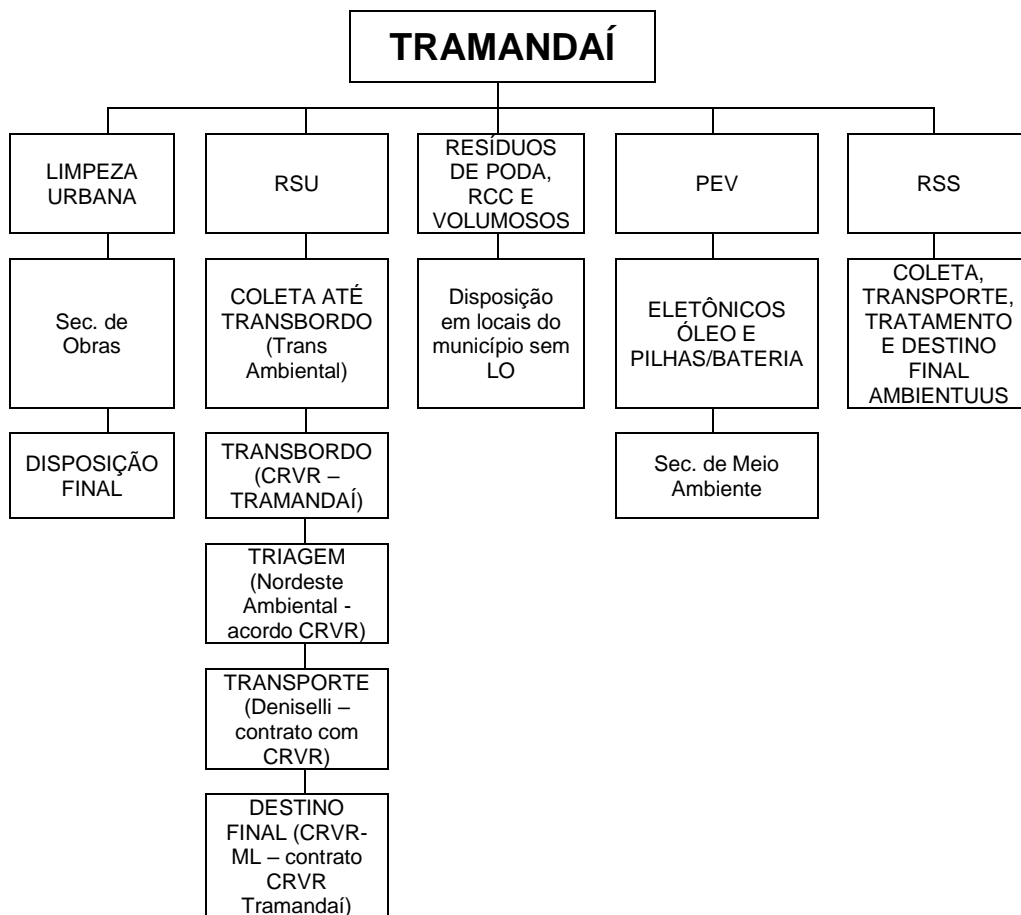 TRAMANDAÍ
LIMPEZA
URBANA
RSU
RESÍDUOS
DE PODA,
RCC E
VOLUMOSOS
PEV
RSS
Sec. de
Obras
COLETA ATÉ
TRANSBORDO
(Trans
Ambiental)
Disposição
em locais do
município sem
LO
ELETÔNICOS
ÓLEO E
PILHAS/BATERIA
COLETA,
TRANSPORTE,
TRATAMENTO
E DESTINO
FINAL
AMBIENTUUS
DISPOSIÇÃO
FINAL
TRANSBORDO
(CRVR –
TRAMANDAÍ)
Sec. de Meio
Ambiente
TRIAGEM
(Nordeste
Ambiental -
acordo CRVR)
TRANSPORTE
(Deniselli –
contrato com
CRVR)
DESTINO
FINAL (CRVR-
ML – contrato
CRVR
Tramandaí)